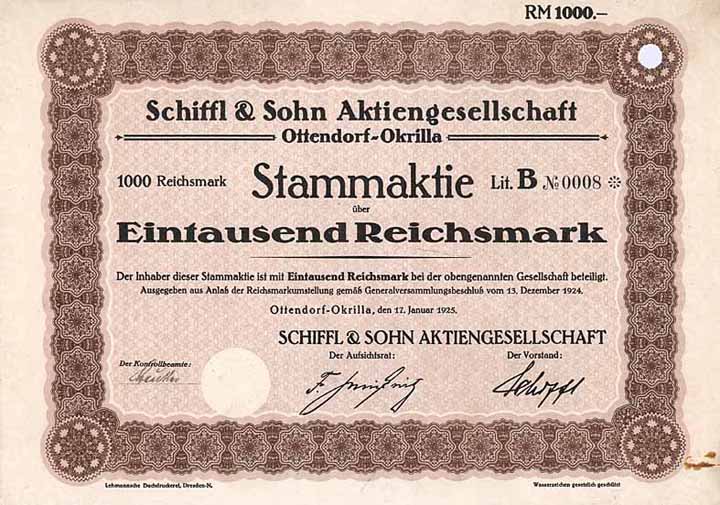 RM 1000.–
Schiffl & Sohn Aktiengesellschaft
Ottendorf-Okrilla
1000 Reichsmark Stammaktie Lit. B № 0008 ❊
über
Eintausend Reichsmark
Der Inhaber dieser Stammaktie ist mit Eintausend Reichsmark bei der obengenannten Gesellschaft beteiligt.
Ausgegeben aus Anlaß der Reichsmarkumstellung gemäß Generalversammlungsbeschluß vom 13. Dezember 1924.
Ottendorf-Okrilla, den 17. Januar 1925.
SCHIFFL & SOHN AKTIENGESELLSCHAFT
Der Kontrollbeamte: Der Aufsichtsrat: Der Vorstand:
Schiffl
Lehmannsche Buchdruckerei, Dresden-N. Wasserzeichen gesetzlich geschützt